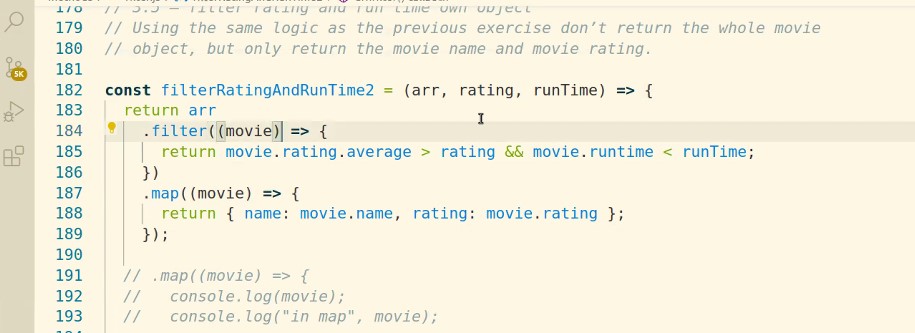 178 // 3.5 – filter rating and run time own object
179 // Using the same logic as the previous exercise don’t return the whole movie
180 // object, but only return the movie name and movie rating.
181
182 const filterRatingAndRunTime2 = (arr, rating, runTime) => {
183 return arr
184 .filter((movie) => {
185 return movie.rating.average > rating && movie.runtime < runTime;
186 })
187 .map((movie) => {
188 return { name: movie.name, rating: movie.rating };
189 });
190
191 // .map((movie) => {
192 // console.log(movie);
193 // console.log("in map", movie);
5K